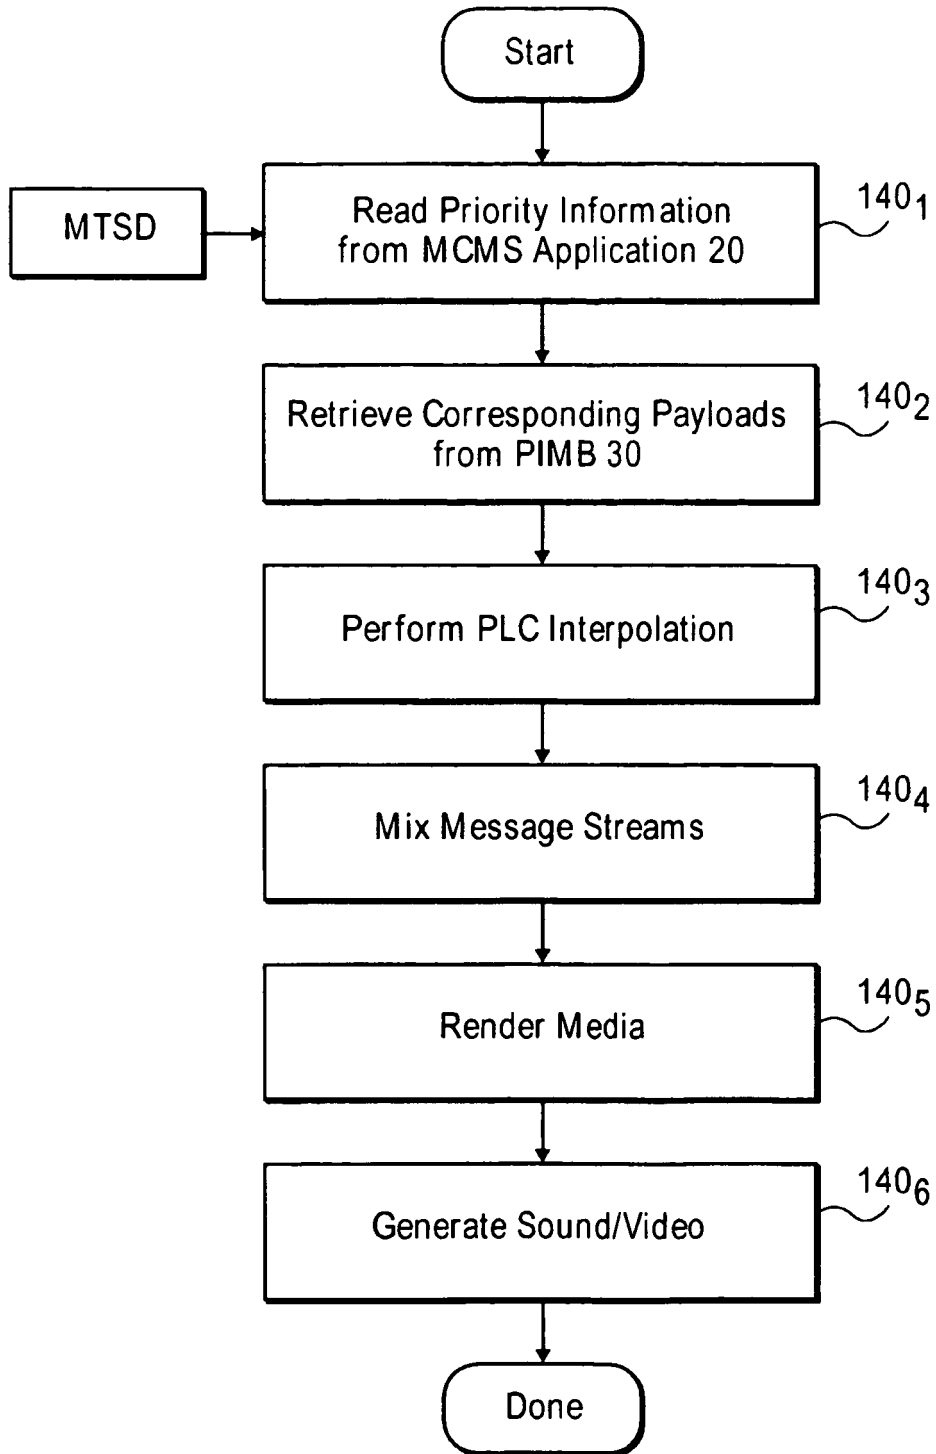 Start
MTSD
Read Priority Information
from MCMS Application 20
140₁
Retrieve Corresponding Payloads
from PIMB 30
140₂
Perform PLC Interpolation
140₃
Mix Message Streams
140₄
Render Media
140₅
Generate Sound/Video
140₆
Done